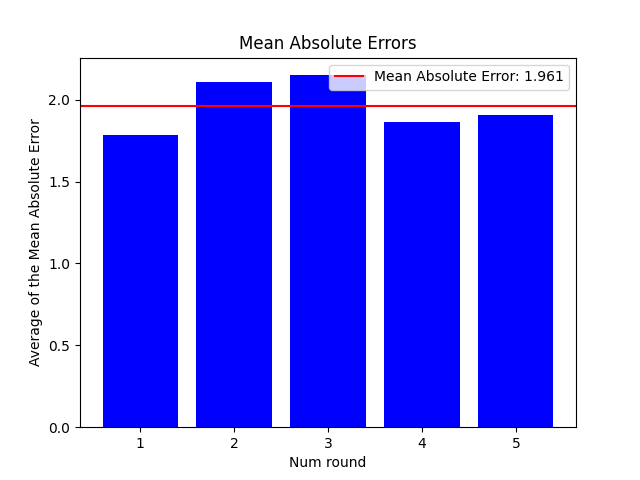 Mean Absolute Errors
Mean Absolute Error: 1.961
Average of the Mean Absolute Error
2.0
1.5
1.0
0.5
0.0
1 2 3 4 5
Num round